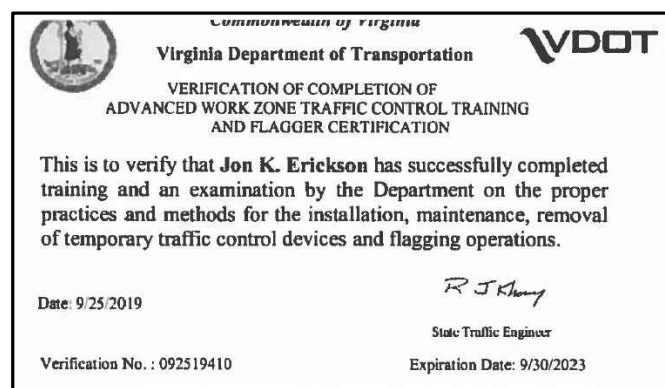 Commonwealth of Virginia
VDOT
Virginia Department of Transportation
VERIFICATION OF COMPLETION OF
ADVANCED WORK ZONE TRAFFIC CONTROL TRAINING
AND FLAGGER CERTIFICATION
This is to verify that Jon K. Erickson has successfully completed
training and an examination by the Department on the proper
practices and methods for the installation, maintenance, removal
of temporary traffic control devices and flagging operations.
R J Khoury
Date: 9/25/2019
State Traffic Engineer
Verification No. : 092519410
Expiration Date: 9/30/2023